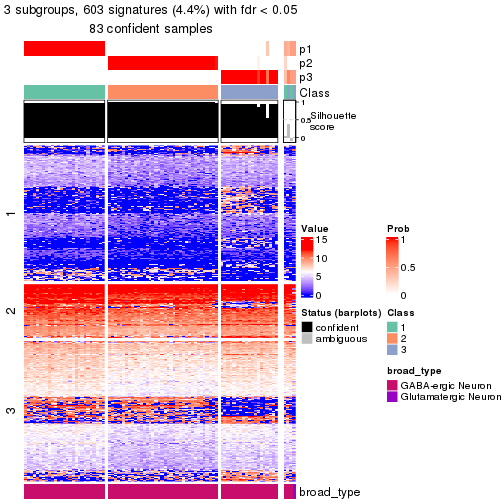 3 subgroups, 603 signatures (4.4%) with fdr < 0.05
83 confident samples
p1
p2
p3
Class
1
0.5
0
Silhouette
score
1
2
3
broad_type
Value
15
10
5
0
Prob
1
0.5
0
Status (barplots)
confident
ambiguous
Class
1
2
3
broad_type
GABA-ergic Neuron
Glutamatergic Neuron